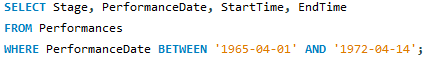 SELECT Stage, PerformanceDate, StartTime, EndTime
FROM Performances
WHERE PerformanceDate BETWEEN '1965-04-01' AND '1972-04-14';